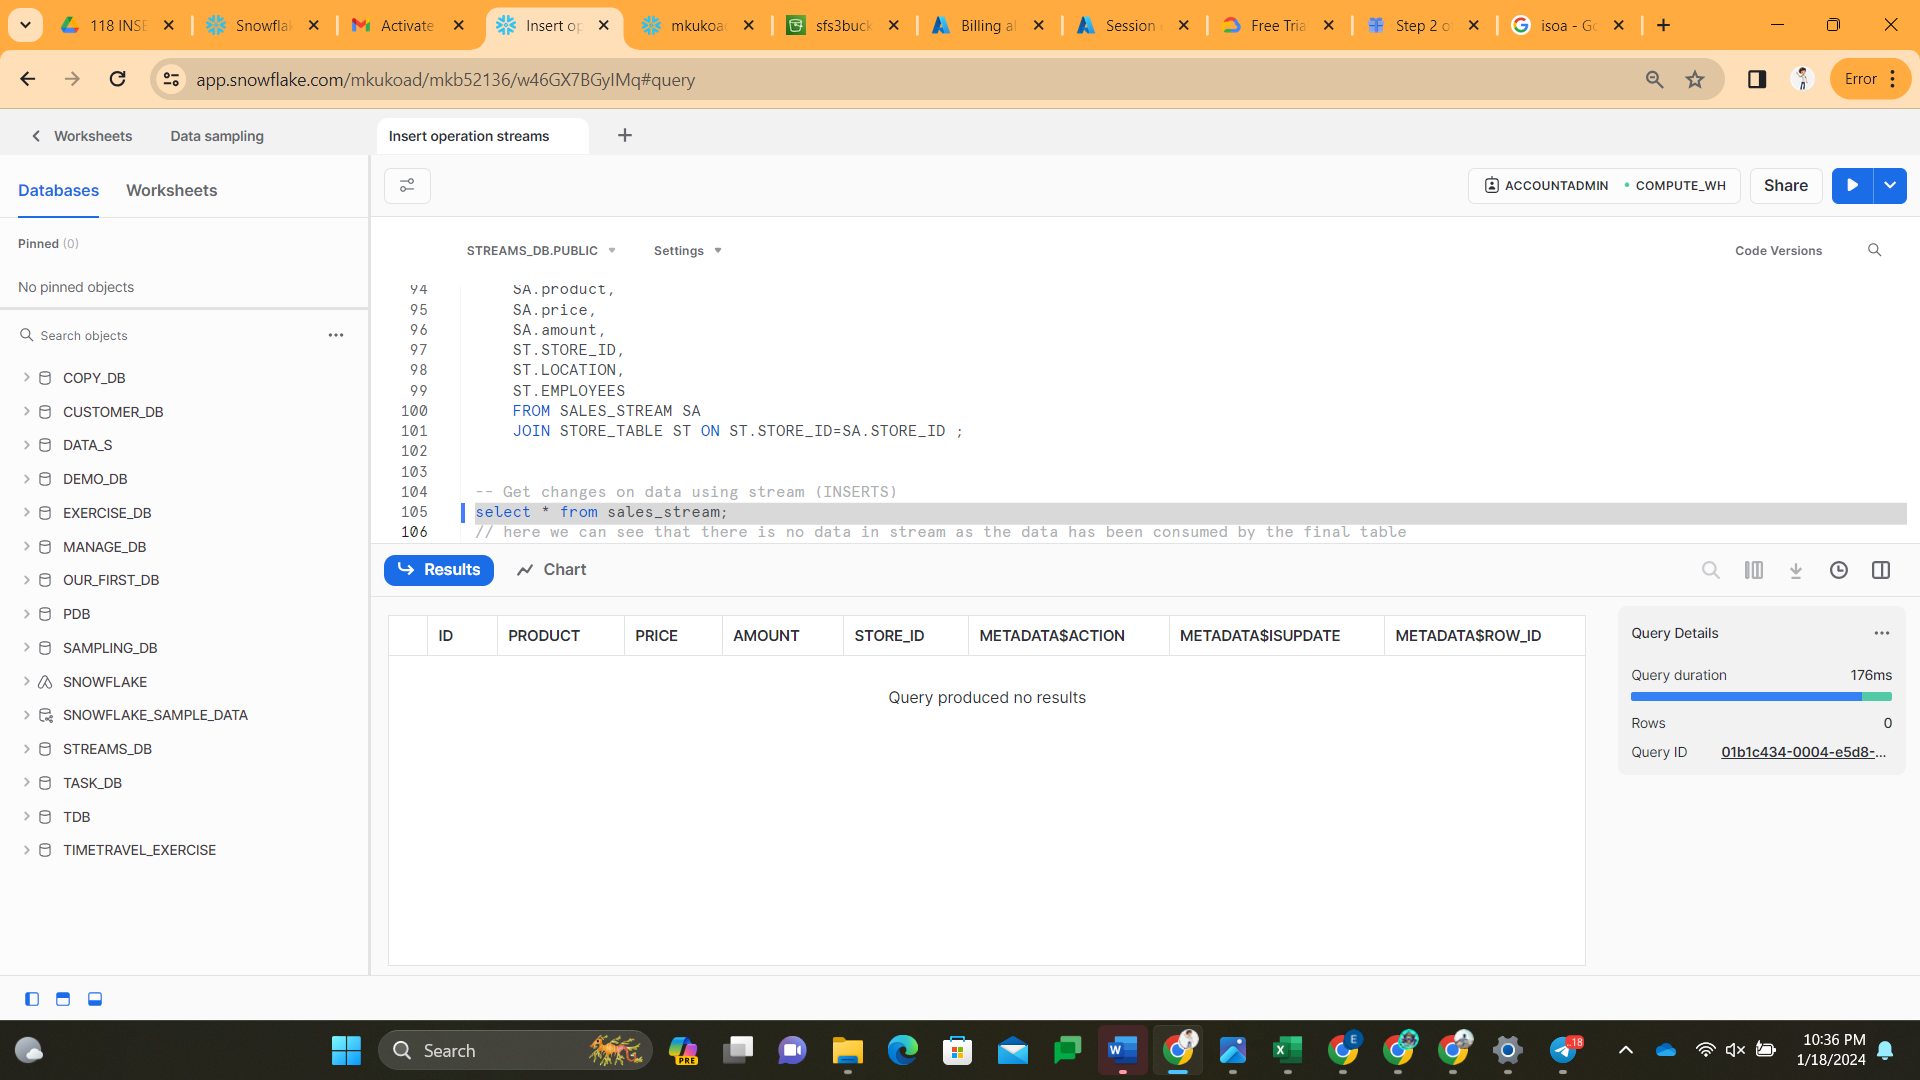 118 INSE
Snowflak
Activate
Insert op
mkukoac
sfs3buck
Billing al
Session
Free Tria
Step 2 o
isoa - Go
app.snowflake.com/mkukoad/mkb52136/w46GX7BGyIMq#query
Error
Worksheets
Data sampling
Insert operation streams
Databases
Worksheets
ACCOUNTADMIN
COMPUTE_WH
Share
Pinned (0)
No pinned objects
STREAMS_DB.PUBLIC
Settings
Code Versions
Search objects
COPY_DB
CUSTOMER_DB
DATA_S
DEMO_DB
EXERCISE_DB
MANAGE_DB
OUR_FIRST_DB
PDB
SAMPLING_DB
SNOWFLAKE
SNOWFLAKE_SAMPLE_DATA
STREAMS_DB
TASK_DB
TDB
TIMETRAVEL_EXERCISE
94 SA.product,
95 SA.price,
96 SA.amount,
97 ST.STORE_ID,
98 ST.LOCATION,
99 ST.EMPLOYEES
100 FROM SALES_STREAM SA
101 JOIN STORE_TABLE ST ON ST.STORE_ID=SA.STORE_ID ;
102
103
104 -- Get changes on data using stream (INSERTS)
105 select * from sales_stream;
106 // here we can see that there is no data in stream as the data has been consumed by the final table
Results
Chart
ID PRODUCT PRICE AMOUNT STORE_ID METADATA$ACTION METADATA$ISUPDATE METADATA$ROW_ID
Query produced no results
Query Details
Query duration 176ms
Rows 0
Query ID 01b1c434-0004-e5d8-...
Search
PRE
E
18
10:36 PM
1/18/2024